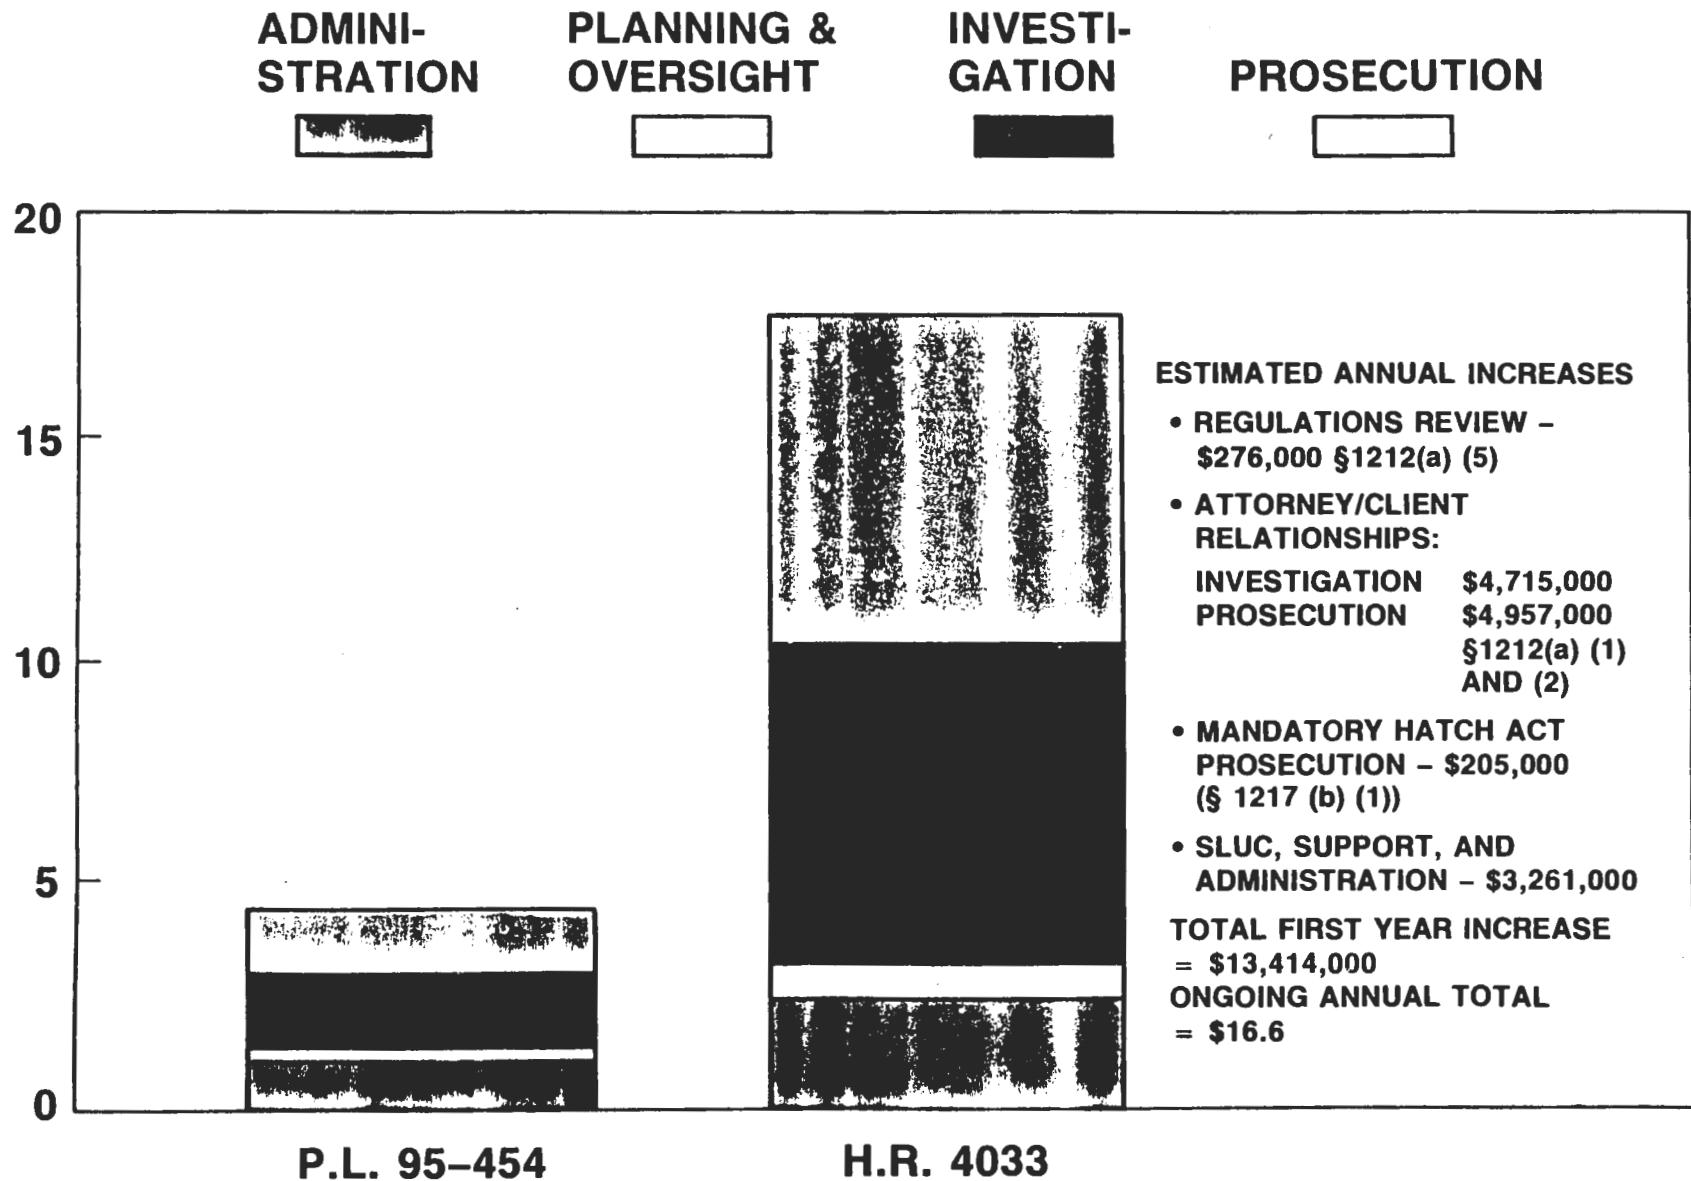 ADMINI-
STRATION
PLANNING &
OVERSIGHT
INVESTI-
GATION
PROSECUTION
20
15
10
5
0
ESTIMATED ANNUAL INCREASES
• REGULATIONS REVIEW –
$276,000 §1212(a) (5)
• ATTORNEY/CLIENT
RELATIONSHIPS:
INVESTIGATION $4,715,000
PROSECUTION $4,957,000
§1212(a) (1)
AND (2)
• MANDATORY HATCH ACT
PROSECUTION – $205,000
(§ 1217 (b) (1))
• SLUC, SUPPORT, AND
ADMINISTRATION – $3,261,000
TOTAL FIRST YEAR INCREASE
= $13,414,000
ONGOING ANNUAL TOTAL
= $16.6
P.L. 95–454
H.R. 4033